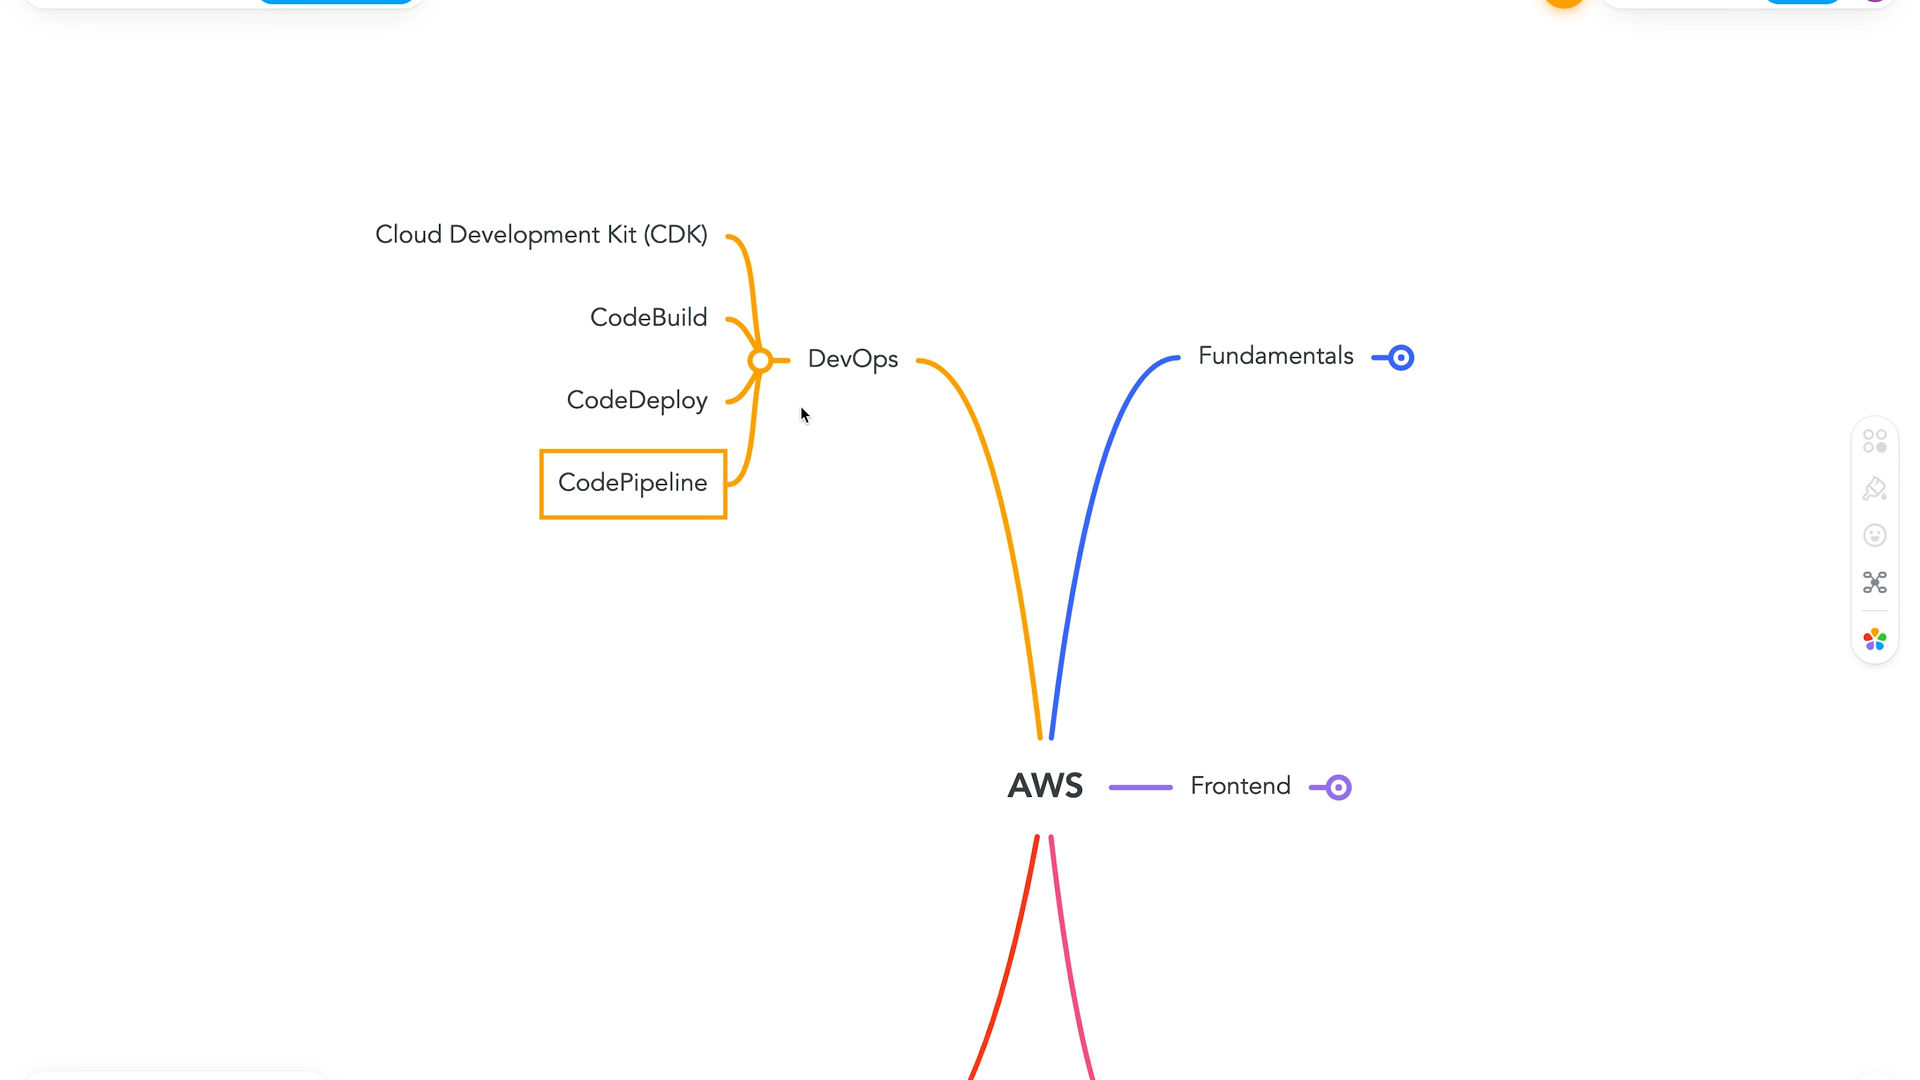 Cloud Development Kit (CDK)
CodeBuild
DevOps
Fundamentals
CodeDeploy
CodePipeline
AWS
Frontend